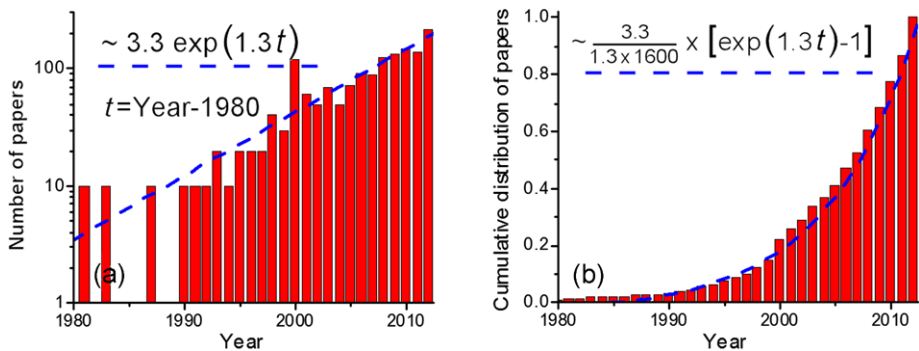 ~ 3.3 exp(1.3t)
t=Year-1980
(a)
Number of papers
100
10
1
1980 1990 2000 2010
Year
~ 3.3 / 1.3 x 1600 x [exp(1.3t)-1]
(b)
Cumulative distribution of papers
1.0
0.8
0.6
0.4
0.2
0.0
1980 1990 2000 2010
Year